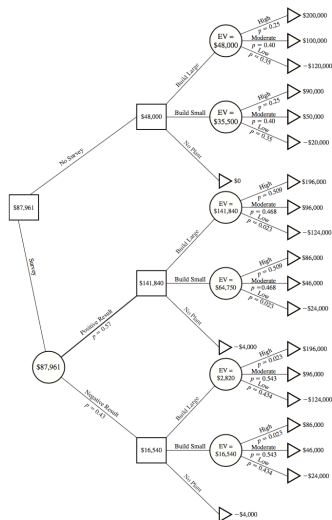 High
p = 0.25
$200,000
EV =
$48,000
Moderate
p = 0.40
$100,000
Low
p = 0.35
−$120,000
Build Large
$48,000
Build Small
High
p = 0.25
$90,000
EV =
$35,500
Moderate
p = 0.40
$50,000
Low
p = 0.35
−$20,000
No Plant
$0
No Survey
$87,961
Survey
High
p = 0.509
$196,000
EV =
$141,840
Moderate
p = 0.468
$96,000
Low
p = 0.023
−$124,000
Build Large
$141,840
Build Small
High
p = 0.509
$86,000
EV =
$64,750
Moderate
p = 0.468
$46,000
Low
p = 0.023
−$24,000
No Plant
−$4,000
Positive Result
p = 0.57
$87,961
Negative Result
p = 0.43
High
p = 0.023
$196,000
EV =
$2,820
Moderate
p = 0.543
$96,000
Low
p = 0.434
−$124,000
Build Large
$16,540
Build Small
High
p = 0.023
$86,000
EV =
$16,540
Moderate
p = 0.543
$46,000
Low
p = 0.434
−$24,000
No Plant
−$4,000